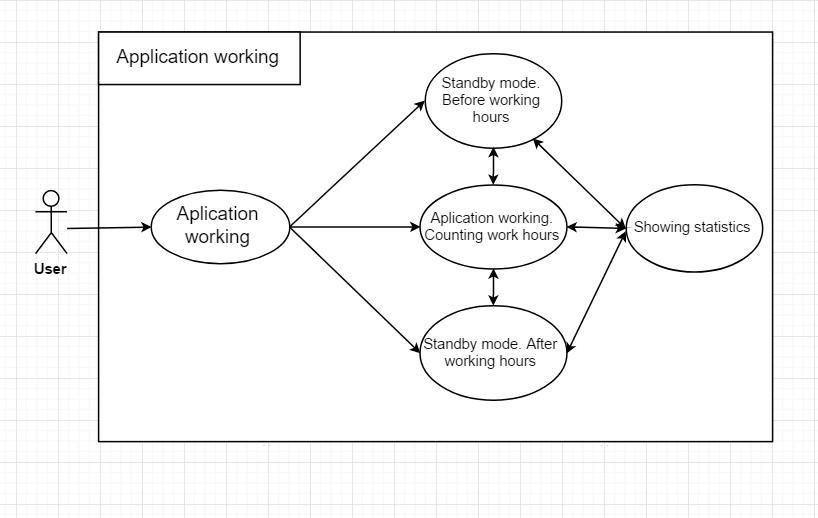 Application working
Standby mode.
Before working
hours
Aplication
working
Aplication working.
Counting work hours
Showing statistics
User
Standby mode. After
working hours